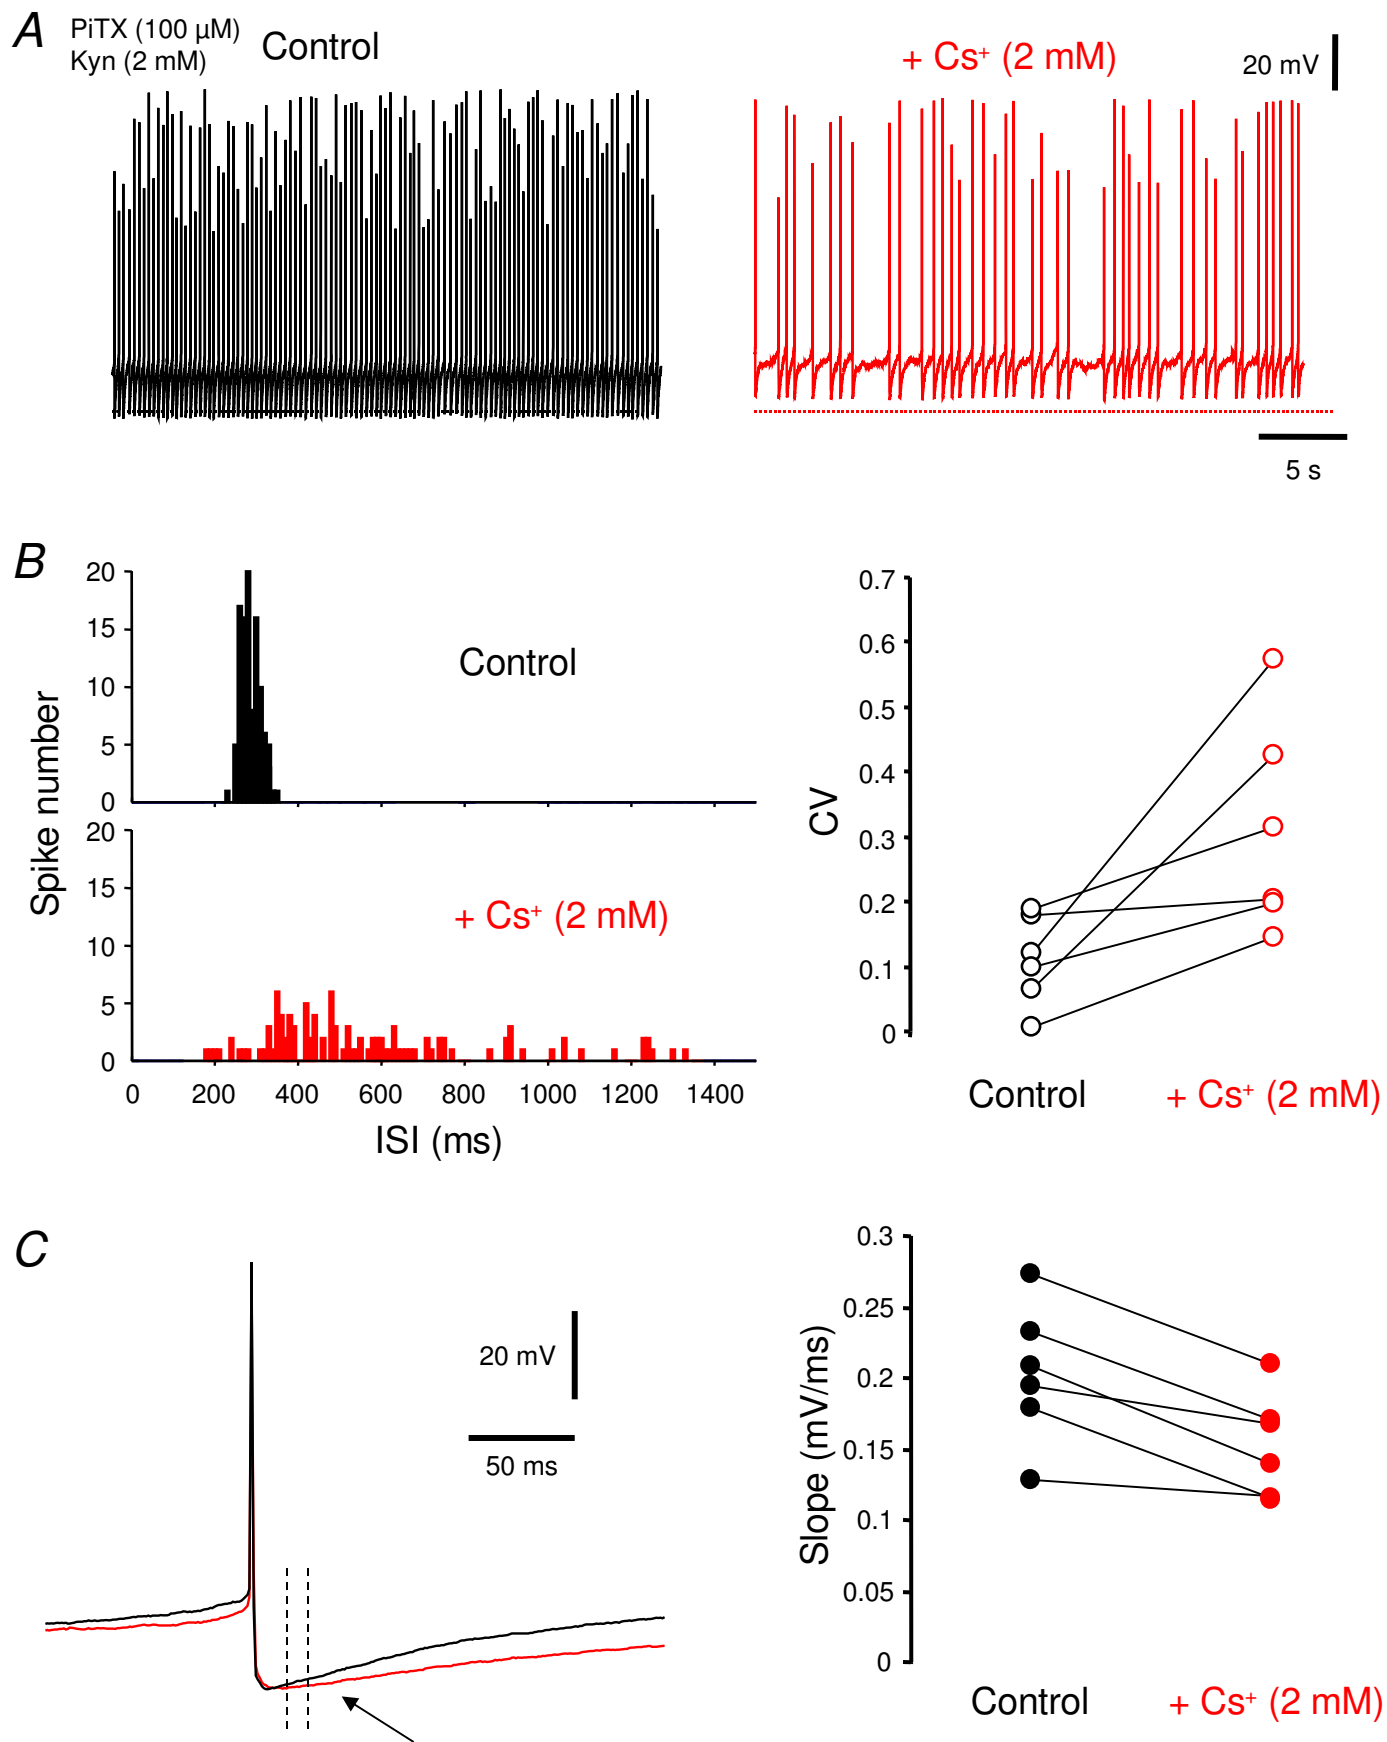 A
PiTX (100 µM)
Kyn (2 mM)
Control
+ Cs⁺ (2 mM)
20 mV
5 s
B
Spike number
20
15
10
5
0
Control
20
15
10
5
0
+ Cs⁺ (2 mM)
0 200 400 600 800 1000 1200 1400
ISI (ms)
CV
0.7
0.6
0.5
0.4
0.3
0.2
0.1
0
Control
+ Cs⁺ (2 mM)
C
20 mV
50 ms
Slope (mV/ms)
0.3
0.25
0.2
0.15
0.1
0.05
0
Control
+ Cs⁺ (2 mM)